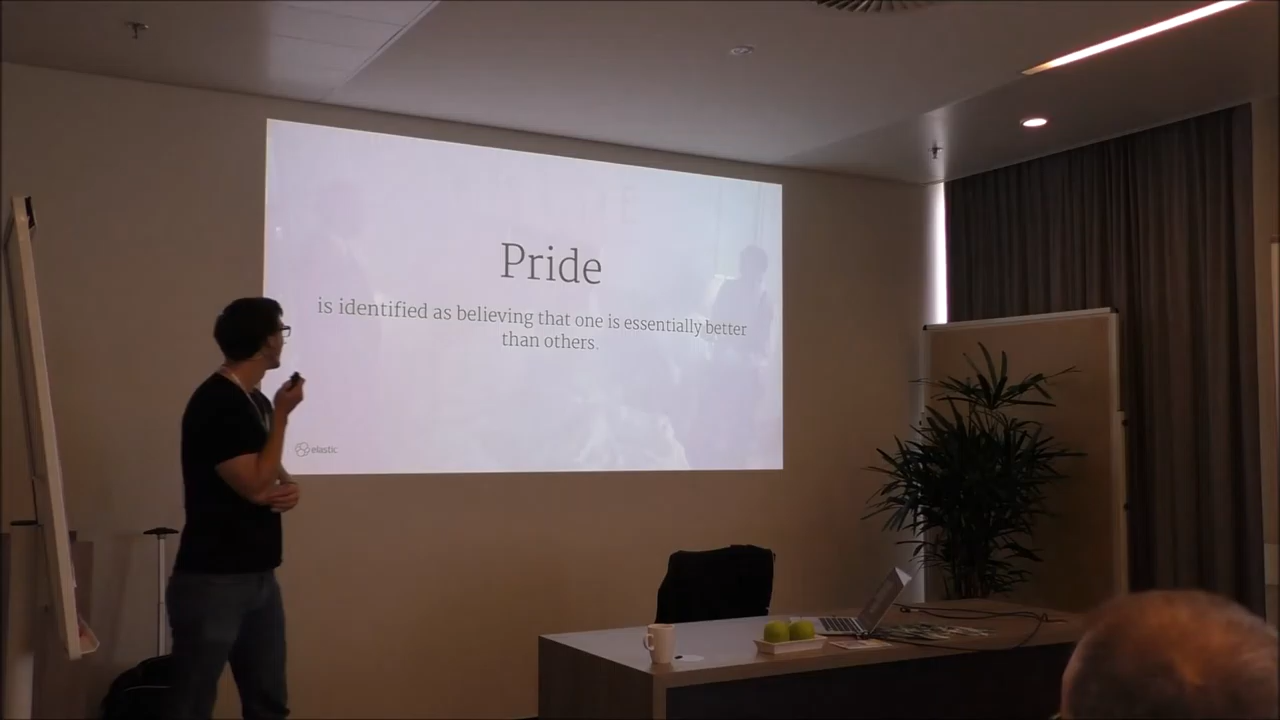 Pride
is identified as believing that one is essentially better
than others.
elastic